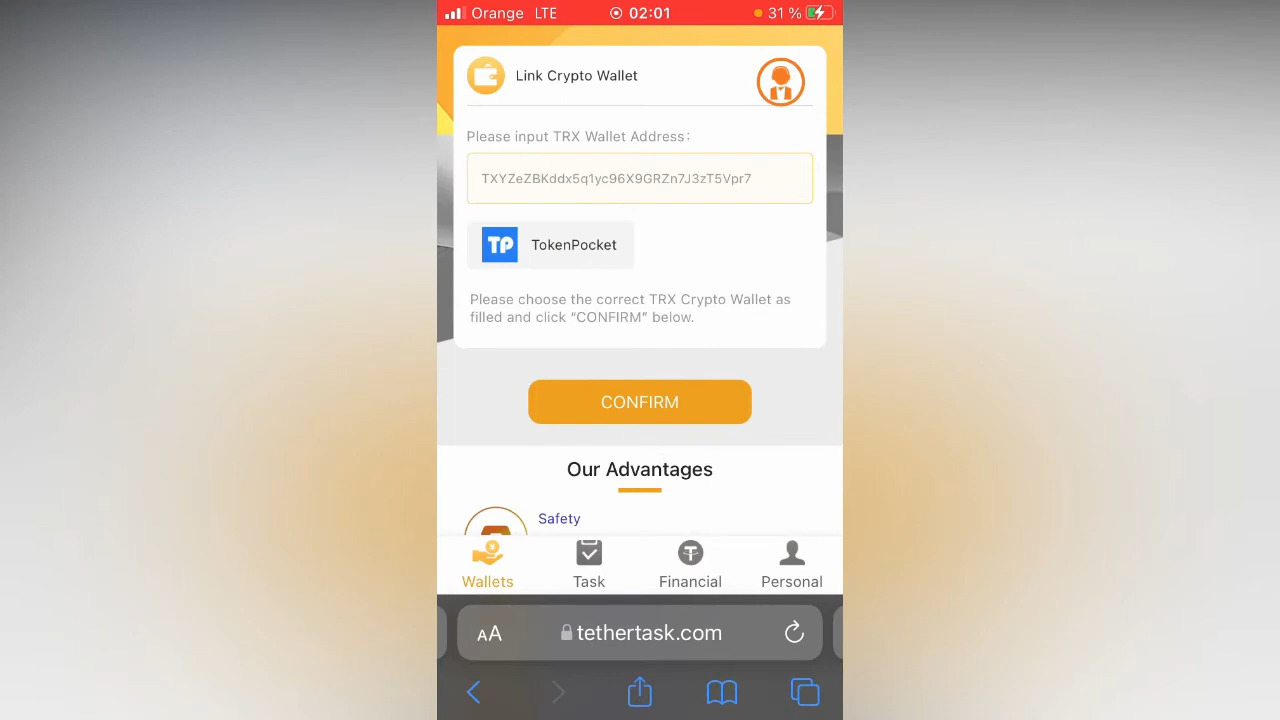 Orange LTE 02:01 31 %
Link Crypto Wallet
Please input TRX Wallet Address:
TXYZeZBKddx5q1yc96X9GRZn7J3zT5Vpr7
TP TokenPocket
Please choose the correct TRX Crypto Wallet as
filled and click “CONFIRM” below.
CONFIRM
Our Advantages
Safety
Wallets Task Financial Personal
AA tethertask.com